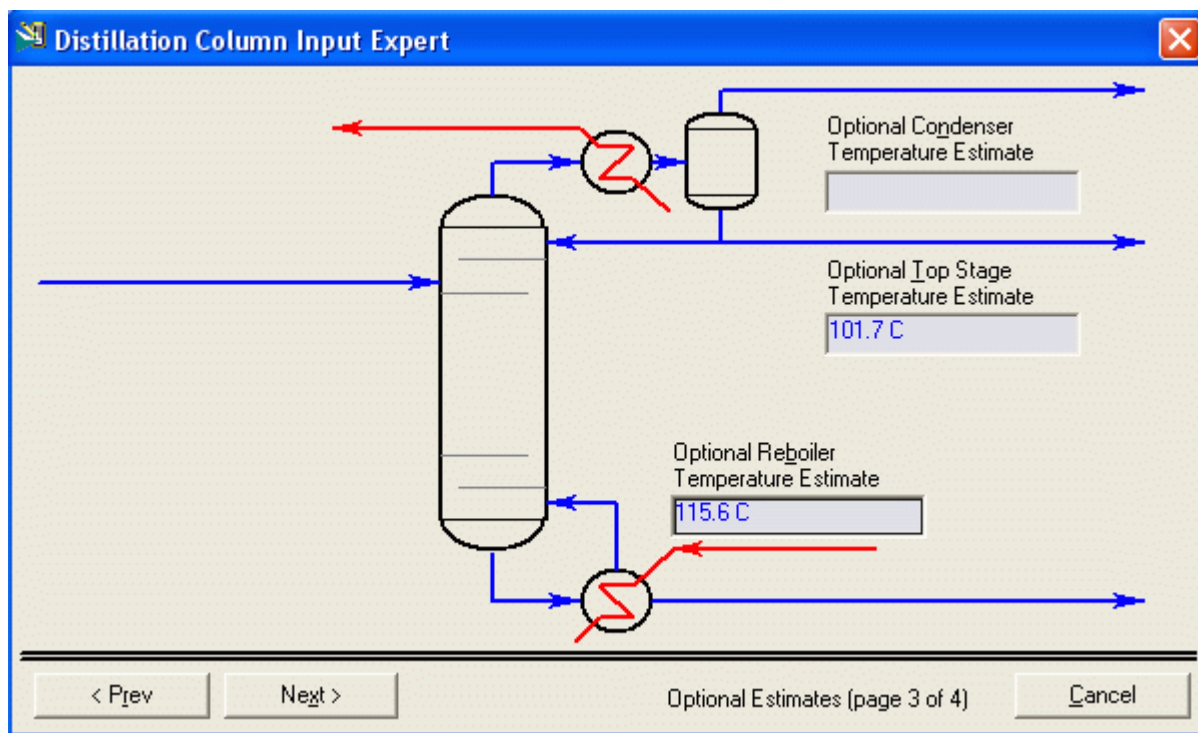 Distillation Column Input Expert
Optional Condenser
Temperature Estimate
Optional Top Stage
Temperature Estimate
101.7 C
Optional Reboiler
Temperature Estimate
115.6 C
< Prev
Next >
Optional Estimates (page 3 of 4)
Cancel